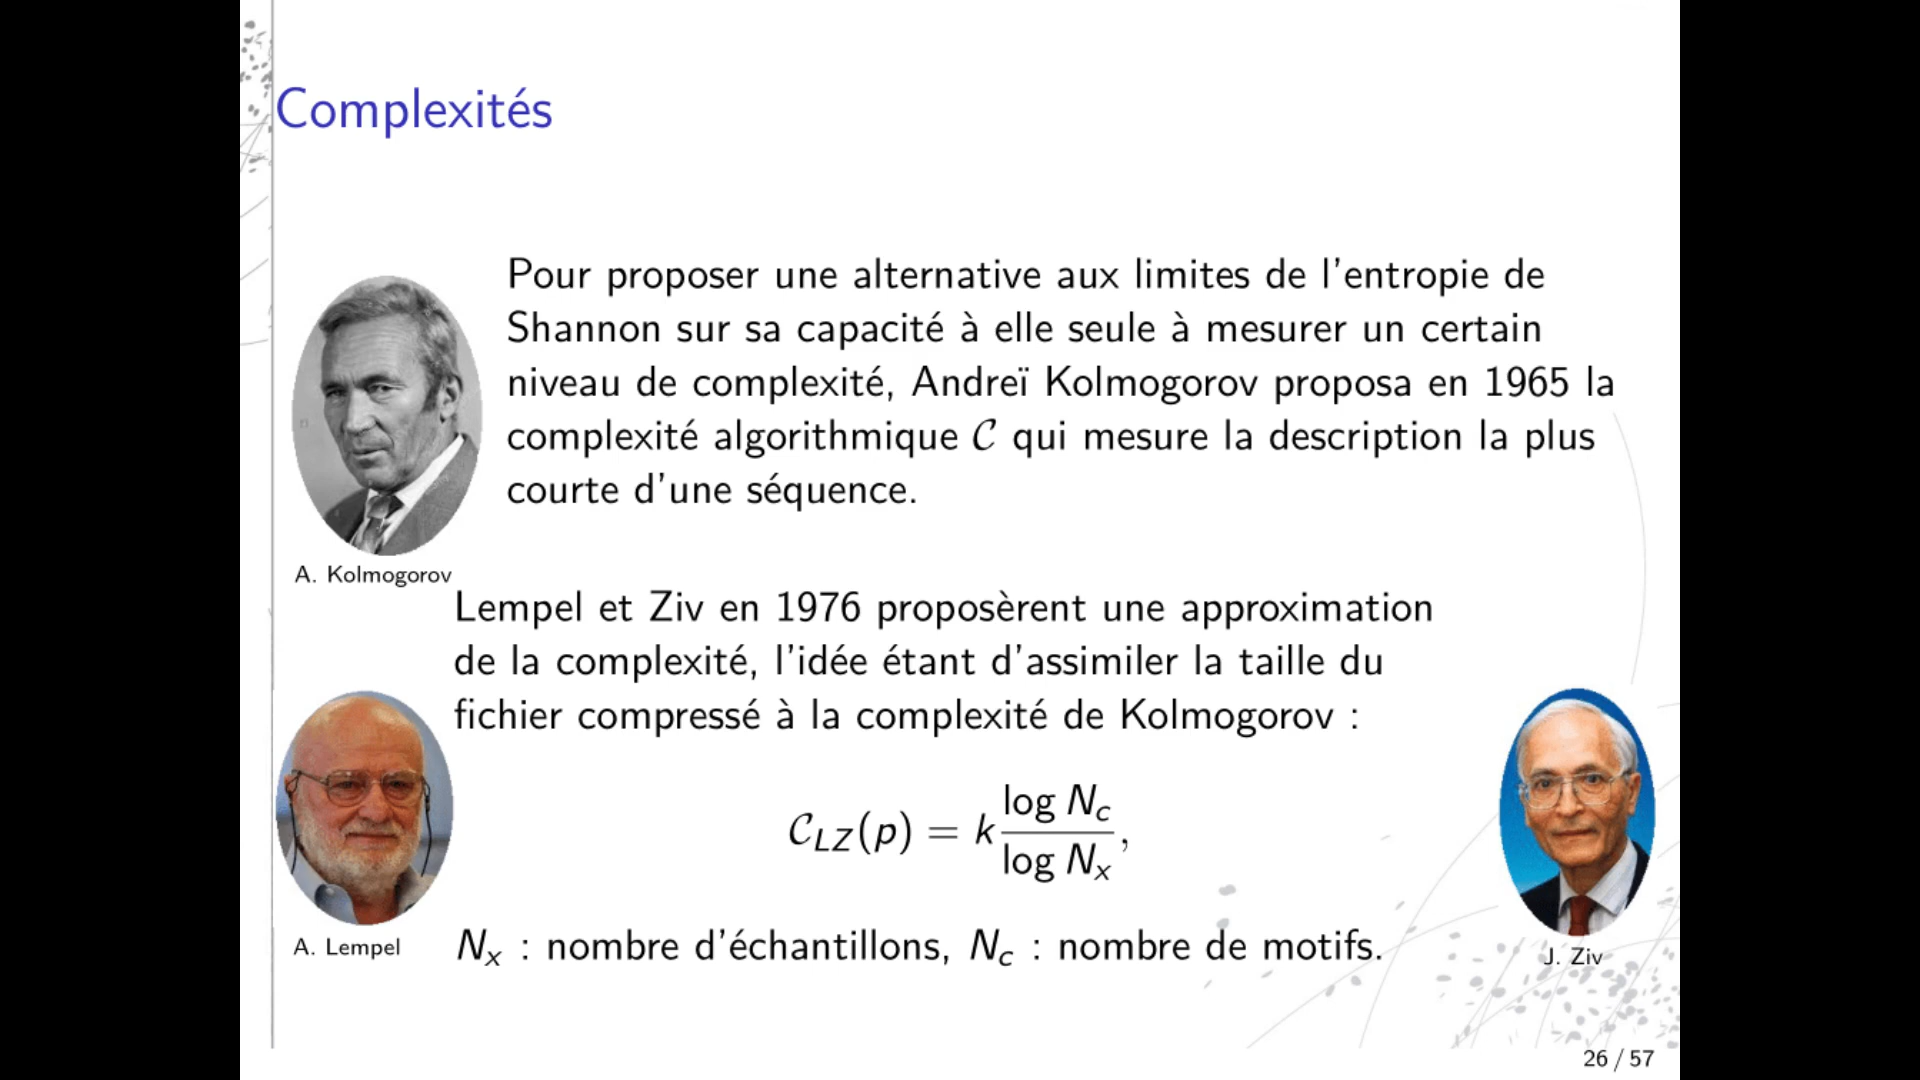 Complexités
Pour proposer une alternative aux limites de l'entropie de
Shannon sur sa capacité à elle seule à mesurer un certain
niveau de complexité, Andreï Kolmogorov proposa en 1965 la
complexité algorithmique 𝒞 qui mesure la description la plus
courte d'une séquence.
A. Kolmogorov
Lempel et Ziv en 1976 proposèrent une approximation
de la complexité, l'idée étant d'assimiler la taille du
fichier compressé à la complexité de Kolmogorov :
𝒞_{LZ}(p) = k \frac{\log N_c}{\log N_x},
A. Lempel
N_x : nombre d'échantillons, N_c : nombre de motifs.
J. Ziv
26 / 57